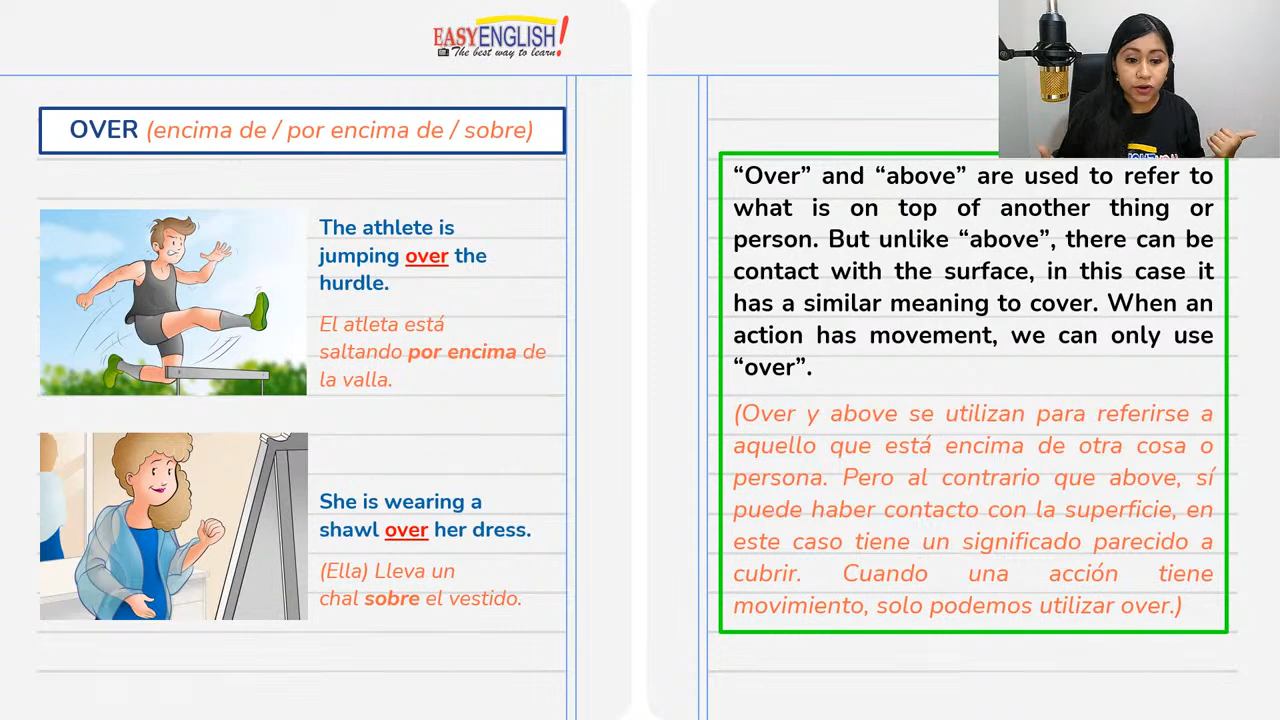 EASYENGLISH!
The best way to learn!
OVER (encima de / por encima de / sobre)
The athlete is
jumping over the
hurdle.
El atleta está
saltando por encima de
la valla.
She is wearing a
shawl over her dress.
(Ella) Lleva un
chal sobre el vestido.
“Over” and “above” are used to refer to
what is on top of another thing or
person. But unlike “above”, there can be
contact with the surface, in this case it
has a similar meaning to cover. When an
action has movement, we can only use
“over”.
(Over y above se utilizan para referirse a
aquello que está encima de otra cosa o
persona. Pero al contrario que above, sí
puede haber contacto con la superficie, en
este caso tiene un significado parecido a
cubrir. Cuando una acción tiene
movimiento, solo podemos utilizar over.)